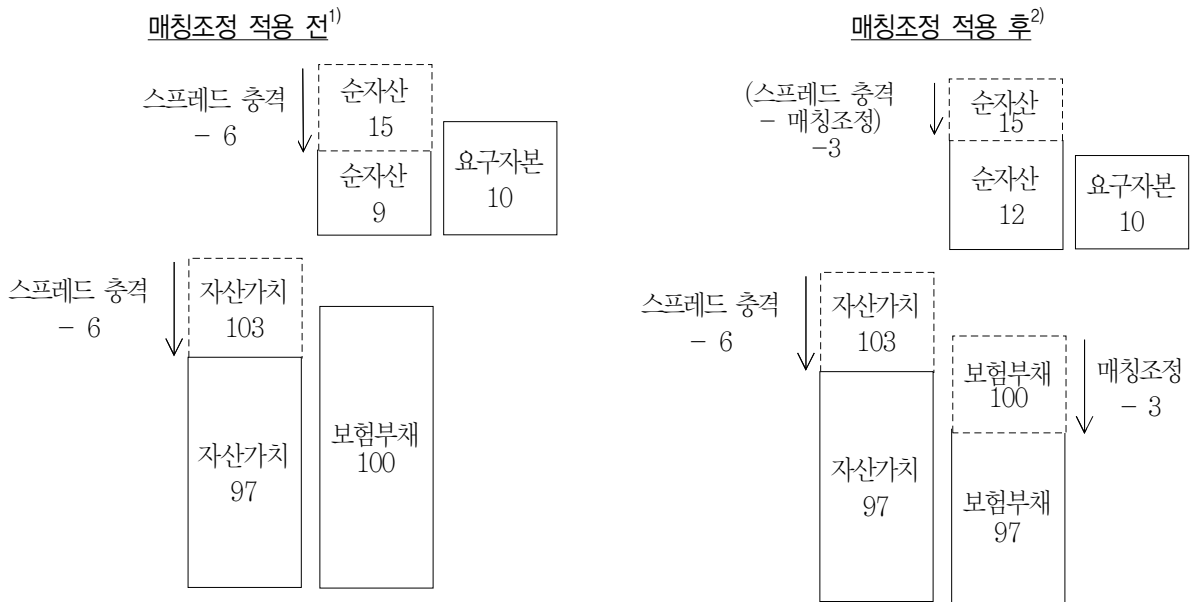 매칭조정 적용 전1)
스프레드 충격
- 6
순자산
15
순자산
9
요구자본
10
스프레드 충격
- 6
자산가치
103
자산가치
97
보험부채
100
매칭조정 적용 후2)
(스프레드 충격
- 매칭조정)
-3
순자산
15
순자산
12
요구자본
10
스프레드 충격
- 6
자산가치
103
자산가치
97
보험부채
100
보험부채
97
매칭조정
- 3